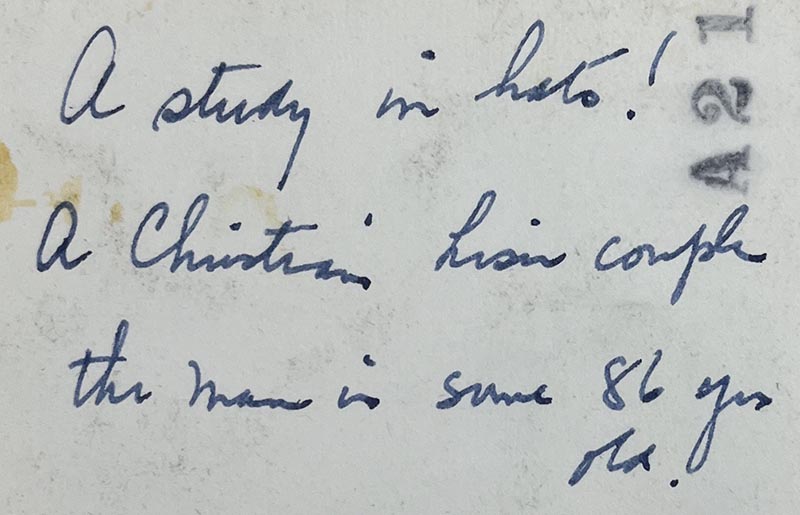 A study in hats!
A Christian Lisu couple
the man is some 86 yrs
old.
A21